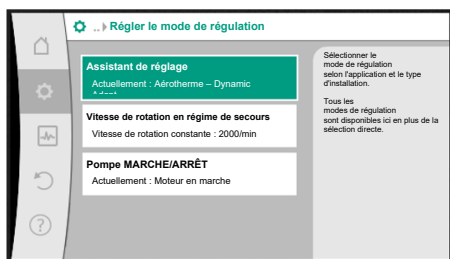 ..▶ Régler le mode de régulation
Assistant de réglage
Actuellement : Aérotherme – Dynamic
Adapt
Vitesse de rotation en régime de secours
Vitesse de rotation constante : 2000/min
Pompe MARCHE/ARRÊT
Actuellement : Moteur en marche
Sélectionner le
mode de régulation
selon l'application et le type
d'installation.
Tous les
modes de régulation
sont disponibles ici en plus de la
sélection directe.
?